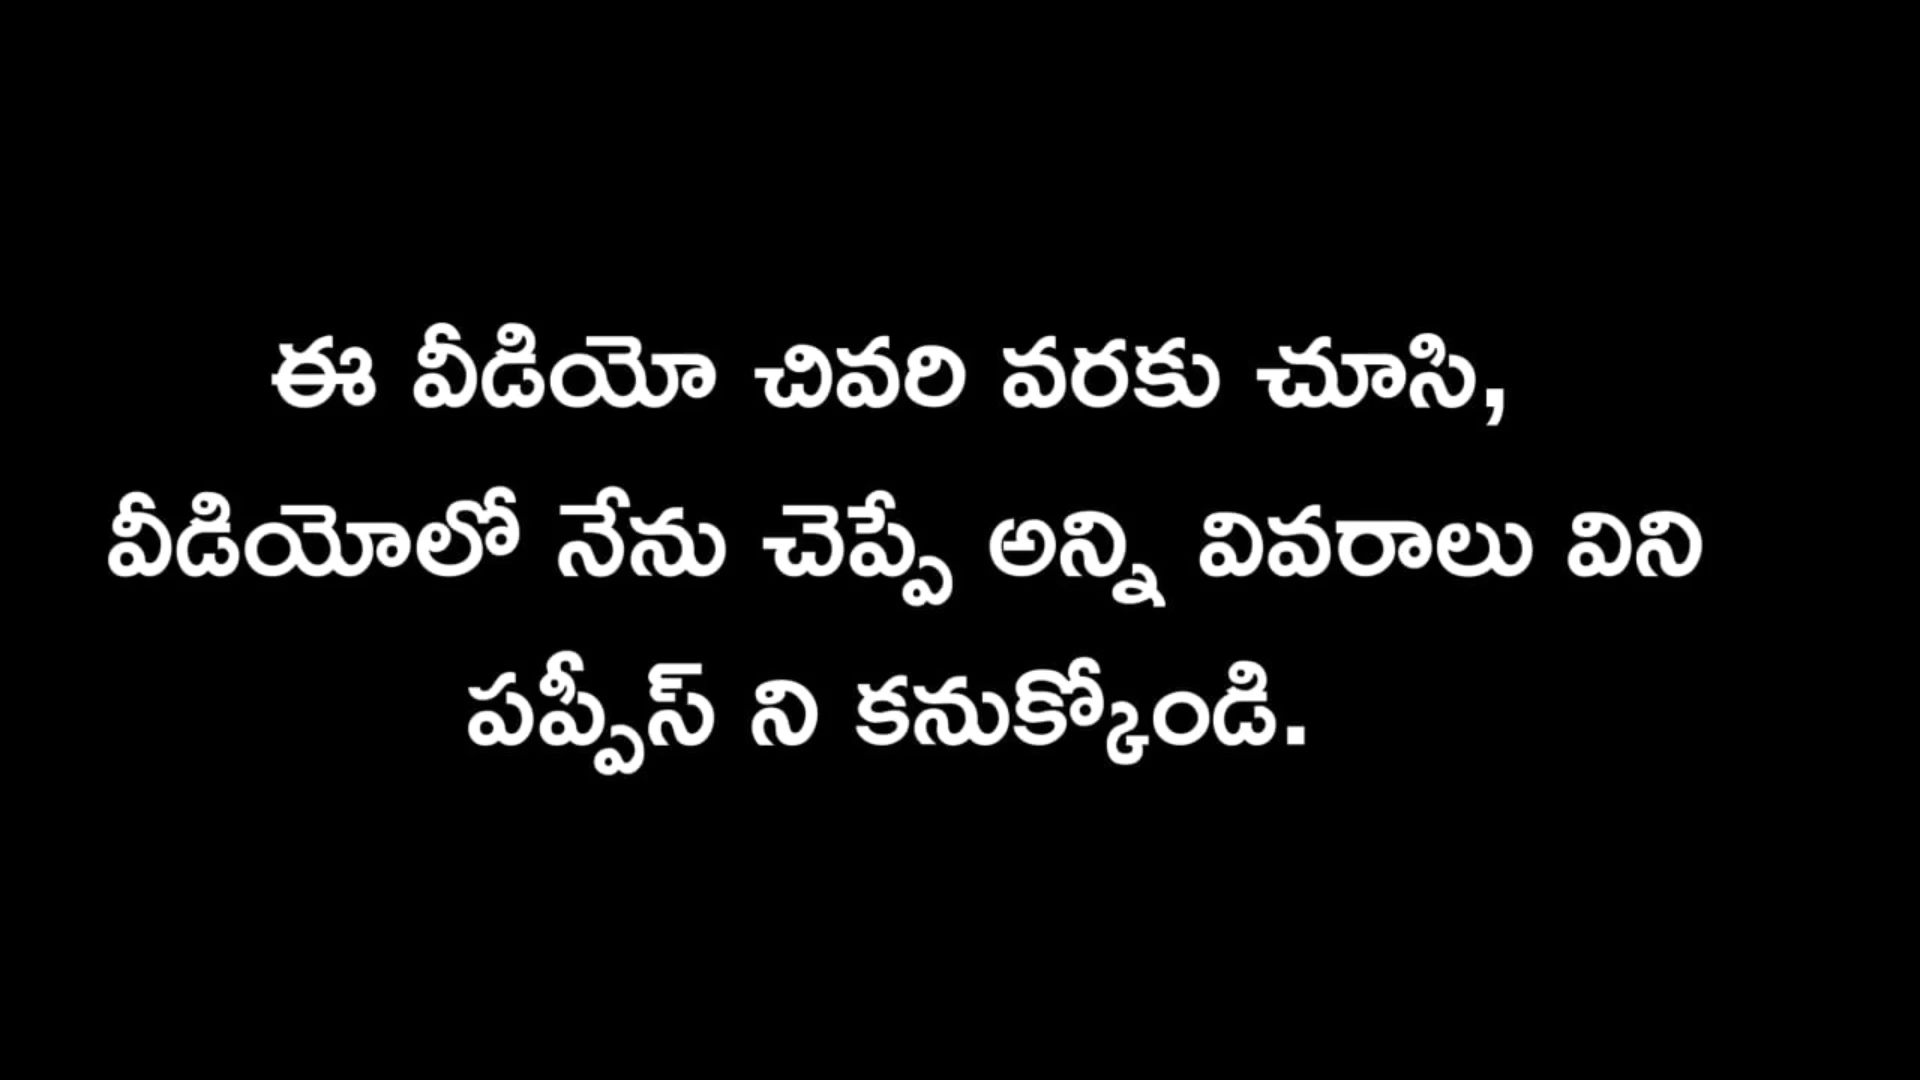 ఈ వీడియో చివరి వరకు చూసి,
వీడియోలో నేను చెప్పే అన్ని వివరాలు విని
పప్పీస్ ని కనుక్కోండి.